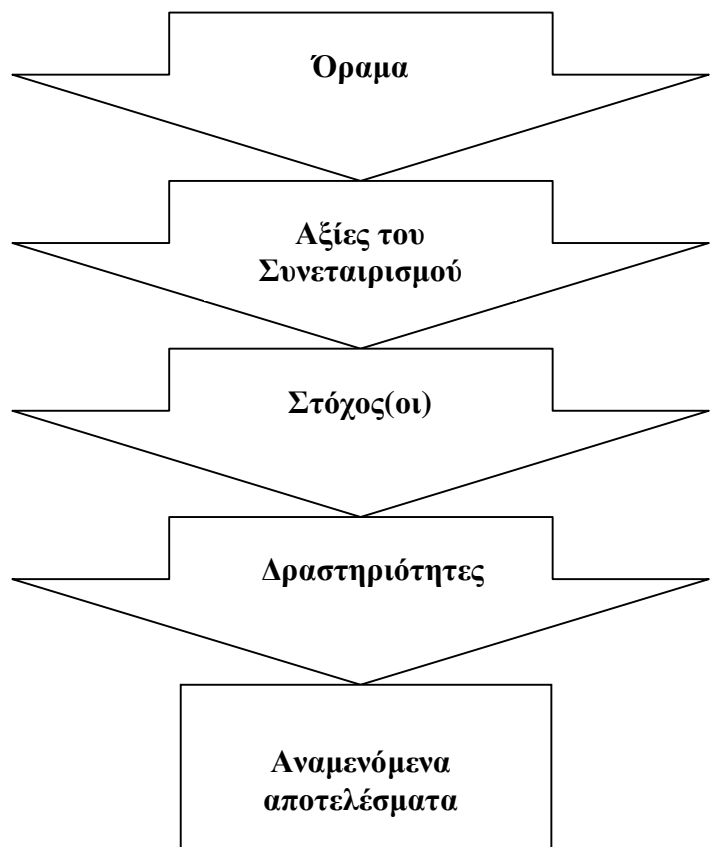 Όραμα
Αξίες του
Συνεταιρισμού
Στόχος(οι)
Δραστηριότητες
Αναμενόμενα
αποτελέσματα